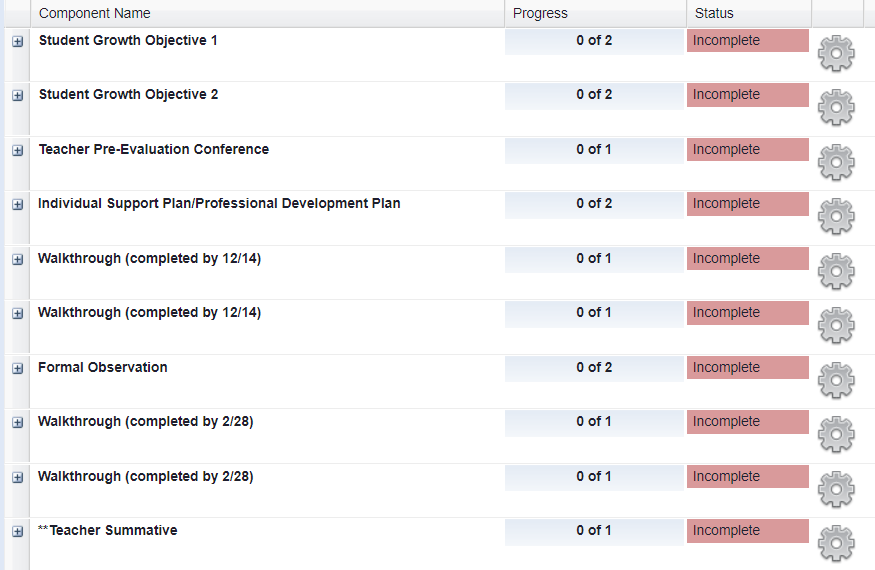 Component Name Progress Status
Student Growth Objective 1 0 of 2 Incomplete
Student Growth Objective 2 0 of 2 Incomplete
Teacher Pre-Evaluation Conference 0 of 1 Incomplete
Individual Support Plan/Professional Development Plan 0 of 2 Incomplete
Walkthrough (completed by 12/14) 0 of 1 Incomplete
Walkthrough (completed by 12/14) 0 of 1 Incomplete
Formal Observation 0 of 2 Incomplete
Walkthrough (completed by 2/28) 0 of 1 Incomplete
Walkthrough (completed by 2/28) 0 of 1 Incomplete
**Teacher Summative 0 of 1 Incomplete